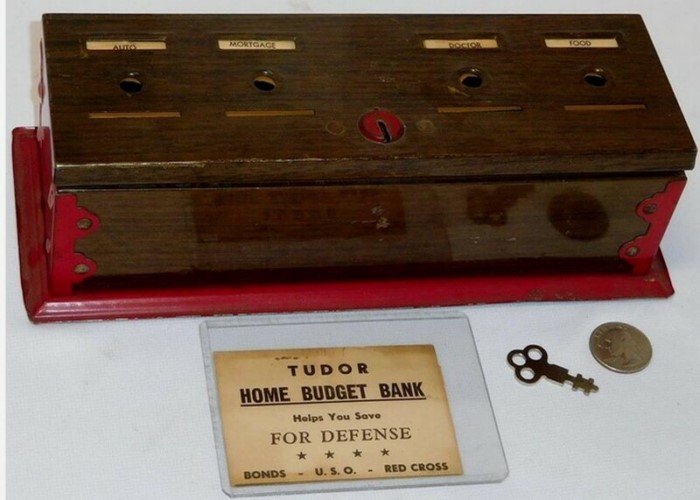 AUTO MORTGAGE DOCTOR FOOD
TUDOR
HOME BUDGET BANK
Helps You Save
FOR DEFENSE
★ ★ ★ ★
BONDS - U.S.O. - RED CROSS